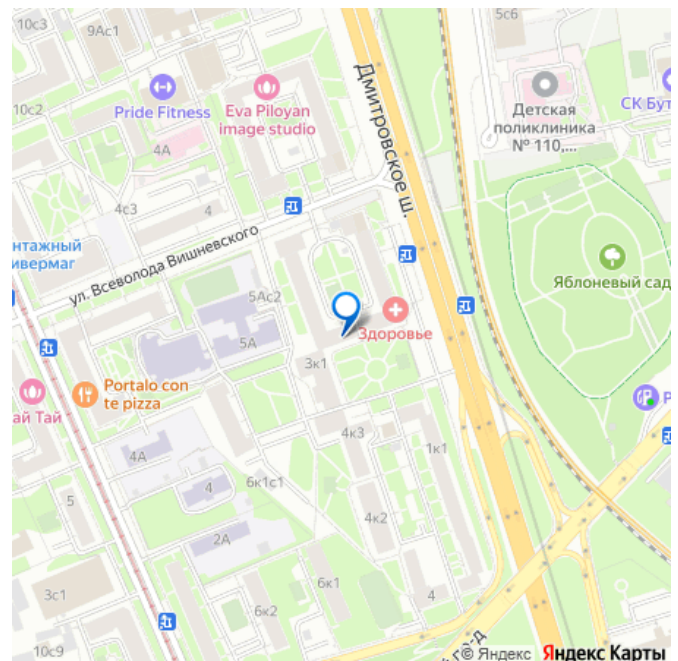 10с3
9Ас1
5с6
Pride Fitness
Eva Piloyan
image studio
Дмитровское ш.
Детская
поликлиника
№ 110,...
СК Бут
10с2
4А
4с3
4
нтажный
ивермаг
ул. Всеволода Вишневского
Яблоневый сад
5Ас2
5А
Здоровье
3к1
Portalo con
te pizza
ай Тай
P
4к3
1к1
4А
4
6к1с1
5
4к2
2А
3с1
6к1
4
6к2
10с9
го-д
© Яндекс Яндекс Карты